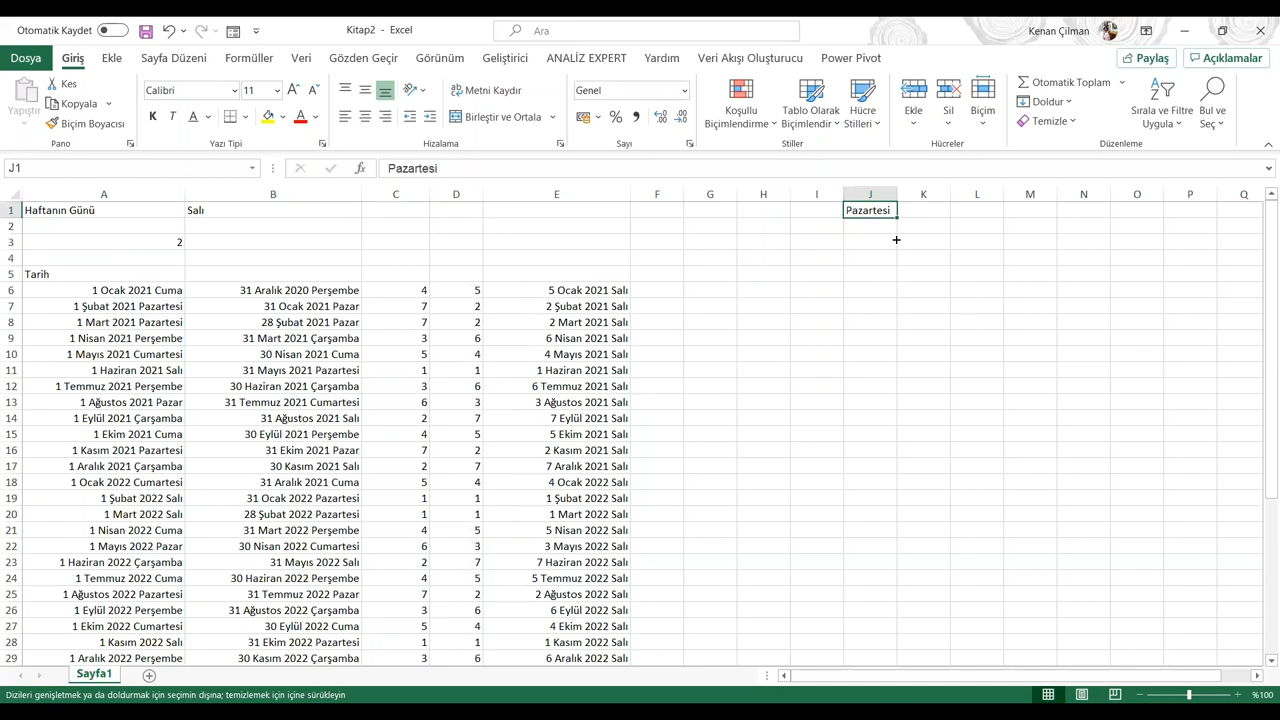 Otomatik Kaydet Kitap2 - Excel Ara Kenan Çilman
Dosya Giriş Ekle Sayfa Düzeni Formüller Veri Gözden Geçir Görünüm Geliştirici ANALİZ EXPERT Yardım Veri Akışı Oluşturucu Power Pivot Paylaş Açıklamalar
Yapıştır Kes Kopyala Biçim Boyacısı
Calibri 11 K T A
Metni Kaydır
Birleştir ve Ortala
Genel
Koşullu Biçimlendirme
Tablo Olarak Biçimlendir
Hücre Stilleri
Ekle Sil Biçim
Otomatik Toplam
Doldur
Temizle
Sırala ve Filtre Uygula
Bul ve Seç
Pano Yazı Tipi Hizalama Sayı Stiller Hücreler Düzenleme
J1 fx Pazartesi
A B C D E F G H I J K L M N O P Q
1 Haftanın Günü Salı Pazartesi
2
3 2
4
5 Tarih
6 1 Ocak 2021 Cuma 31 Aralık 2020 Perşembe 4 5 5 Ocak 2021 Salı
7 1 Şubat 2021 Pazartesi 31 Ocak 2021 Pazar 7 2 2 Şubat 2021 Salı
8 1 Mart 2021 Pazartesi 28 Şubat 2021 Pazar 7 2 2 Mart 2021 Salı
9 1 Nisan 2021 Perşembe 31 Mart 2021 Çarşamba 3 6 6 Nisan 2021 Salı
10 1 Mayıs 2021 Cumartesi 30 Nisan 2021 Cuma 5 4 4 Mayıs 2021 Salı
11 1 Haziran 2021 Salı 31 Mayıs 2021 Pazartesi 1 1 1 Haziran 2021 Salı
12 1 Temmuz 2021 Perşembe 30 Haziran 2021 Çarşamba 3 6 6 Temmuz 2021 Salı
13 1 Ağustos 2021 Pazar 31 Temmuz 2021 Cumartesi 6 3 3 Ağustos 2021 Salı
14 1 Eylül 2021 Çarşamba 31 Ağustos 2021 Salı 2 7 7 Eylül 2021 Salı
15 1 Ekim 2021 Cuma 30 Eylül 2021 Perşembe 4 5 5 Ekim 2021 Salı
16 1 Kasım 2021 Pazartesi 31 Ekim 2021 Pazar 7 2 2 Kasım 2021 Salı
17 1 Aralık 2021 Çarşamba 30 Kasım 2021 Salı 2 7 7 Aralık 2021 Salı
18 1 Ocak 2022 Cumartesi 31 Aralık 2021 Cuma 5 4 4 Ocak 2022 Salı
19 1 Şubat 2022 Salı 31 Ocak 2022 Pazartesi 1 1 1 Şubat 2022 Salı
20 1 Mart 2022 Salı 28 Şubat 2022 Pazartesi 1 1 1 Mart 2022 Salı
21 1 Nisan 2022 Cuma 31 Mart 2022 Perşembe 4 5 5 Nisan 2022 Salı
22 1 Mayıs 2022 Pazar 30 Nisan 2022 Cumartesi 6 3 3 Mayıs 2022 Salı
23 1 Haziran 2022 Çarşamba 31 Mayıs 2022 Salı 2 7 7 Haziran 2022 Salı
24 1 Temmuz 2022 Cuma 30 Haziran 2022 Perşembe 4 5 5 Temmuz 2022 Salı
25 1 Ağustos 2022 Pazartesi 31 Temmuz 2022 Pazar 7 2 2 Ağustos 2022 Salı
26 1 Eylül 2022 Perşembe 31 Ağustos 2022 Çarşamba 3 6 6 Eylül 2022 Salı
27 1 Ekim 2022 Cumartesi 30 Eylül 2022 Cuma 5 4 4 Ekim 2022 Salı
28 1 Kasım 2022 Salı 31 Ekim 2022 Pazartesi 1 1 1 Kasım 2022 Salı
29 1 Aralık 2022 Perşembe 30 Kasım 2022 Çarşamba 3 6 6 Aralık 2022 Salı
Sayfa1
Dizileri genişletmek ya da doldurmak için seçimin dışına; temizlemek için içine sürükleyin %100